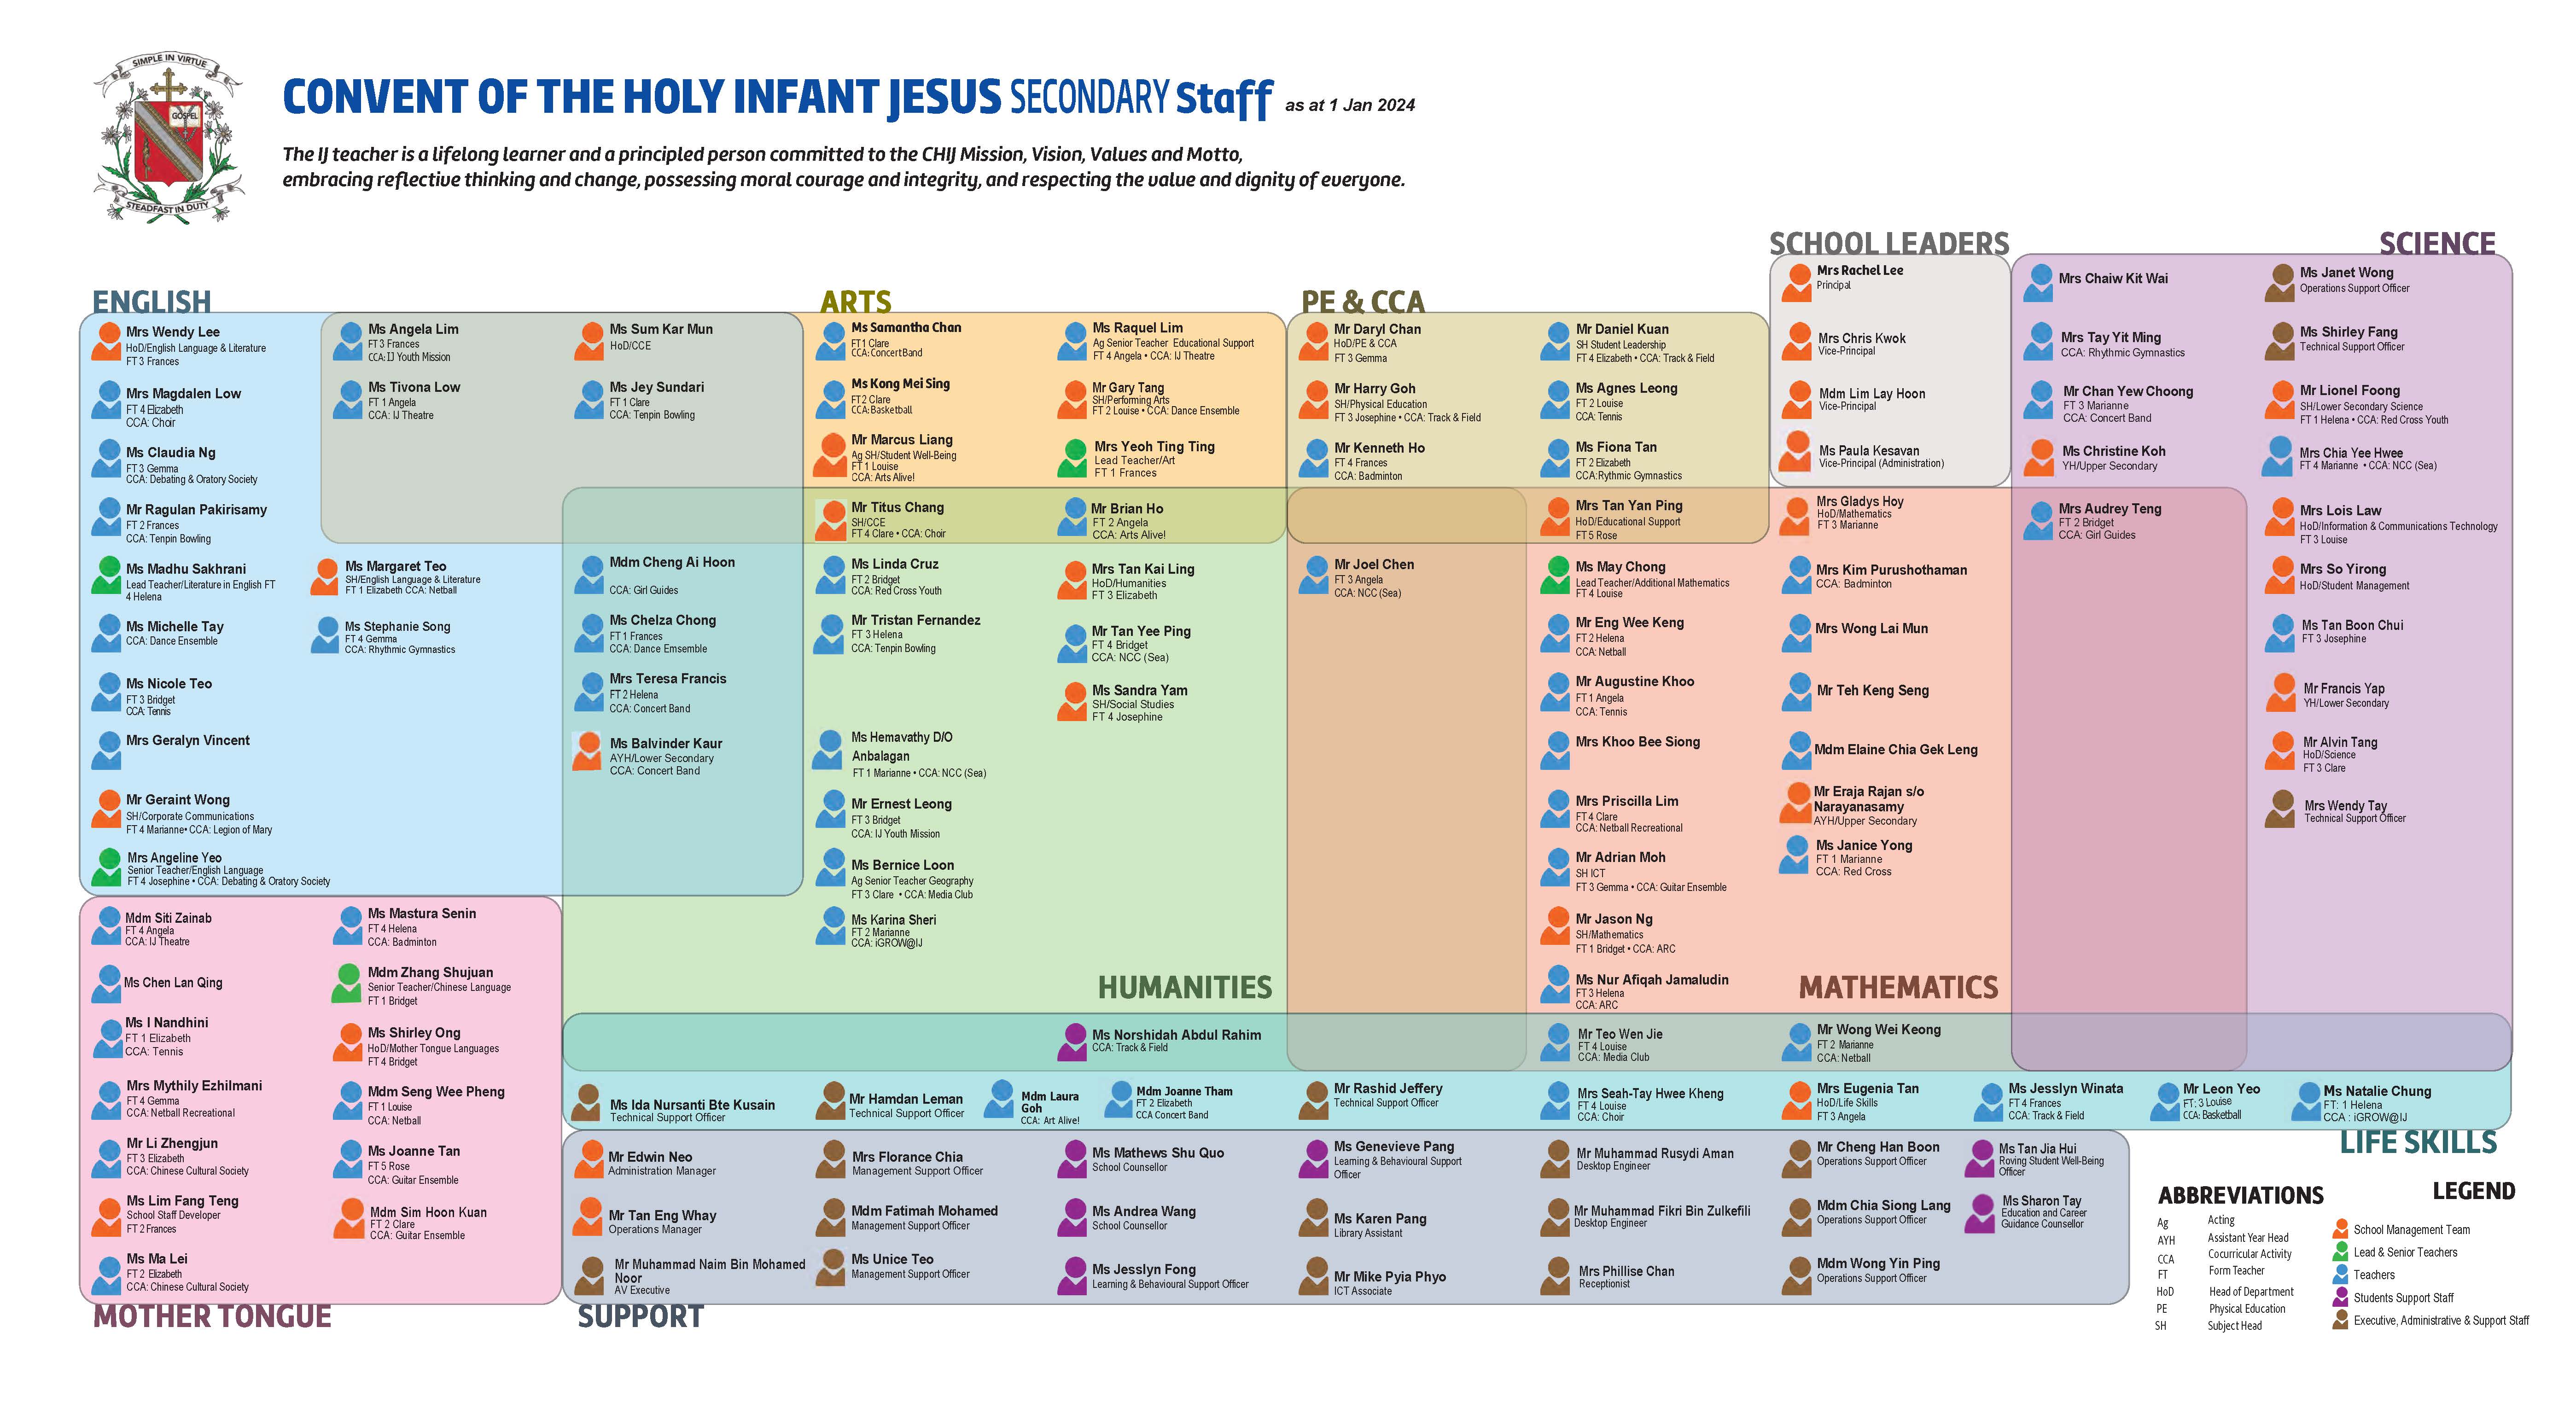 SIMPLE IN VIRTUE
GOSPEL
STEADFAST IN DUTY
CONVENT OF THE HOLY INFANT JESUS SECONDARY Staff as at 1 Jan 2024
The IJ teacher is a lifelong learner and a principled person committed to the CHIJ Mission, Vision, Values and Motto,
embracing reflective thinking and change, possessing moral courage and integrity, and respecting the value and dignity of everyone.
ENGLISH
Mrs Wendy Lee
HoD/English Language & Literature
FT 3 Frances
Mrs Magdalen Low
FT 4 Elizabeth
CCA: Choir
Ms Claudia Ng
FT 3 Gemma
CCA: Debating & Oratory Society
Mr Ragulan Pakirisamy
FT 2 Frances
CCA: Tenpin Bowling
Ms Madhu Sakhrani
Lead Teacher/Literature in English FT
4 Helena
Ms Michelle Tay
CCA: Dance Ensemble
Ms Nicole Teo
FT 3 Bridget
CCA: Tennis
Mrs Geralyn Vincent
Mr Geraint Wong
SH/Corporate Communications
FT 4 Marianne• CCA: Legion of Mary
Mrs Angeline Yeo
Senior Teacher/English Language
FT 4 Josephine • CCA: Debating & Oratory Society
Ms Angela Lim
FT 3 Frances
CCA: IJ Youth Mission
Ms Tivona Low
FT 1 Angela
CCA: IJ Theatre
Ms Margaret Teo
SH/English Language & Literature
FT 1 Elizabeth CCA: Netball
Ms Stephanie Song
FT 4 Gemma
CCA: Rhythmic Gymnastics
Ms Sum Kar Mun
HoD/CCE
Ms Jey Sundari
FT 1 Clare
CCA: Tenpin Bowling
Mdm Cheng Ai Hoon
CCA: Girl Guides
Ms Chelza Chong
FT 1 Frances
CCA: Dance Emsemble
Mrs Teresa Francis
FT 2 Helena
CCA: Concert Band
Ms Balvinder Kaur
AYH/Lower Secondary
CCA: Concert Band
ARTS
Ms Samantha Chan
FT 1 Clare
CCA: Concert Band
Ms Kong Mei Sing
FT 2 Clare
CCA: Basketball
Mr Marcus Liang
Ag SH/Student Well-Being
FT 1 Louise
CCA: Arts Alive!
Mr Titus Chang
SH/CCE
FT 4 Clare • CCA: Choir
Ms Raquel Lim
Ag Senior Teacher Educational Support
FT 4 Angela • CCA: IJ Theatre
Mr Gary Tang
SH/Performing Arts
FT 2 Louise • CCA: Dance Ensemble
Mrs Yeoh Ting Ting
Lead Teacher/Art
FT 1 Frances
Mr Brian Ho
FT 2 Angela
CCA: Arts Alive!
Ms Linda Cruz
FT 2 Bridget
CCA: Red Cross Youth
Mr Tristan Fernandez
FT 3 Helena
CCA: Tenpin Bowling
Ms Hemavathy D/O
Anbalagan
FT 1 Marianne • CCA: NCC (Sea)
Mr Ernest Leong
FT 3 Bridget
CCA: IJ Youth Mission
Ms Bernice Loon
Ag Senior Teacher Geography
FT 3 Clare • CCA: Media Club
Ms Karina Sheri
FT 2 Marianne
CCA: iGROW@IJ
Mrs Tan Kai Ling
HoD/Humanities
FT 3 Elizabeth
Mr Tan Yee Ping
FT 4 Bridget
CCA: NCC (Sea)
Ms Sandra Yam
SH/Social Studies
FT 4 Josephine
HUMANITIES
PE & CCA
Mr Daryl Chan
HoD/PE & CCA
FT 3 Gemma
Mr Harry Goh
SH/Physical Education
FT 3 Josephine • CCA: Track & Field
Mr Kenneth Ho
FT 4 Frances
CCA: Badminton
Mr Joel Chen
FT 3 Angela
CCA: NCC (Sea)
Mr Daniel Kuan
SH Student Leadership
FT 4 Elizabeth • CCA: Track & Field
Ms Agnes Leong
FT 2 Louise
CCA: Tennis
Ms Fiona Tan
FT 2 Elizabeth
CCA:Rythmic Gymnastics
Mrs Tan Yan Ping
HoD/Educational Support
FT 5 Rose
Ms May Chong
Lead Teacher/Additional Mathematics
FT 4 Louise
Mr Eng Wee Keng
FT 2 Helena
CCA: Netball
Mr Augustine Khoo
FT 1 Angela
CCA: Tennis
Mrs Khoo Bee Siong
Mrs Priscilla Lim
FT 4 Clare
CCA: Netball Recreational
Mr Adrian Moh
SH ICT
FT 3 Gemma • CCA: Guitar Ensemble
Mr Jason Ng
SH/Mathematics
FT 1 Bridget • CCA: ARC
Ms Nur Afiqah Jamaludin
FT 3 Helena
CCA: ARC
SCHOOL LEADERS
Mrs Rachel Lee
Principal
Mrs Chris Kwok
Vice-Principal
Mdm Lim Lay Hoon
Vice-Principal
Ms Paula Kesavan
Vice-Principal (Administration)
Mrs Gladys Hoy
HoD/Mathematics
FT 3 Marianne
Mrs Kim Purushothaman
CCA: Badminton
Mrs Wong Lai Mun
Mr Teh Keng Seng
Mdm Elaine Chia Gek Leng
Mr Eraja Rajan s/o
Narayanasamy
AYH/Upper Secondary
Ms Janice Yong
FT 1 Marianne
CCA: Red Cross
MATHEMATICS
SCIENCE
Mrs Chaiw Kit Wai
Mrs Tay Yit Ming
CCA: Rhythmic Gymnastics
Mr Chan Yew Choong
FT 3 Marianne
CCA: Concert Band
Ms Christine Koh
YH/Upper Secondary
Mrs Audrey Teng
FT 2 Bridget
CCA: Girl Guides
Ms Janet Wong
Operations Support Officer
Ms Shirley Fang
Technical Support Officer
Mr Lionel Foong
SH/Lower Secondary Science
FT 1 Helena • CCA: Red Cross Youth
Mrs Chia Yee Hwee
FT 4 Marianne • CCA: NCC (Sea)
Mrs Lois Law
HoD/Information & Communications Technology
FT 3 Louise
Mrs So Yirong
HoD/Student Management
Ms Tan Boon Chui
FT 3 Josephine
Mr Francis Yap
YH/Lower Secondary
Mr Alvin Tang
HoD/Science
FT 3 Clare
Mrs Wendy Tay
Technical Support Officer
Mdm Siti Zainab
FT 4 Angela
CCA: IJ Theatre
Ms Chen Lan Qing
Ms I Nandhini
FT 1 Elizabeth
CCA: Tennis
Mrs Mythily Ezhilmani
FT 4 Gemma
CCA: Netball Recreational
Mr Li Zhengjun
FT 3 Elizabeth
CCA: Chinese Cultural Society
Ms Lim Fang Teng
School Staff Developer
FT 2 Frances
Ms Ma Lei
FT 2 Elizabeth
CCA: Chinese Cultural Society
Ms Mastura Senin
FT 4 Helena
CCA: Badminton
Mdm Zhang Shujuan
Senior Teacher/Chinese Language
FT 1 Bridget
Ms Shirley Ong
HoD/Mother Tongue Languages
FT 4 Bridget
Mdm Seng Wee Pheng
FT 1 Louise
CCA: Netball
Ms Joanne Tan
FT 5 Rose
CCA: Guitar Ensemble
Mdm Sim Hoon Kuan
FT 2 Clare
CCA: Guitar Ensemble
MOTHER TONGUE
Ms Norshidah Abdul Rahim
CCA: Track & Field
Mr Teo Wen Jie
FT 4 Louise
CCA: Media Club
Mr Wong Wei Keong
FT 2 Marianne
CCA: Netball
Ms Ida Nursanti Bte Kusain
Technical Support Officer
Mr Hamdan Leman
Technical Support Officer
Mdm Laura
Goh
CCA: Art Alive!
Mdm Joanne Tham
FT 2 Elizabeth
CCA Concert Band
Mr Rashid Jeffery
Technical Support Officer
Mrs Seah-Tay Hwee Kheng
FT 4 Louise
CCA: Choir
Mrs Eugenia Tan
HoD/Life Skills
FT 3 Angela
Ms Jesslyn Winata
FT 4 Frances
CCA: Track & Field
Mr Leon Yeo
FT: 3 Louise
CCA: Basketball
Ms Natalie Chung
FT: 1 Helena
CCA : iGROW@IJ
LIFE SKILLS
Mr Edwin Neo
Administration Manager
Mr Tan Eng Whay
Operations Manager
Mr Muhammad Naim Bin Mohamed
Noor
AV Executive
Mrs Florance Chia
Management Support Officer
Mdm Fatimah Mohamed
Management Support Officer
Ms Unice Teo
Management Support Officer
Ms Mathews Shu Quo
School Counsellor
Ms Andrea Wang
School Counsellor
Ms Jesslyn Fong
Learning & Behavioural Support Officer
Ms Genevieve Pang
Learning & Behavioural Support
Officer
Ms Karen Pang
Library Assistant
Mr Mike Pyia Phyo
ICT Associate
Mr Muhammad Rusydi Aman
Desktop Engineer
Mr Muhammad Fikri Bin Zulkefili
Desktop Engineer
Mrs Phillise Chan
Receptionist
Mr Cheng Han Boon
Operations Support Officer
Mdm Chia Siong Lang
Operations Support Officer
Mdm Wong Yin Ping
Operations Support Officer
Ms Tan Jia Hui
Roving Student Well-Being
Officer
Ms Sharon Tay
Education and Career
Guidance Counsellor
SUPPORT
ABBREVIATIONS
Ag Acting
AYH Assistant Year Head
CCA Cocurricular Activity
FT Form Teacher
HoD Head of Department
PE Physical Education
SH Subject Head
LEGEND
School Management Team
Lead & Senior Teachers
Teachers
Students Support Staff
Executive, Administrative & Support Staff